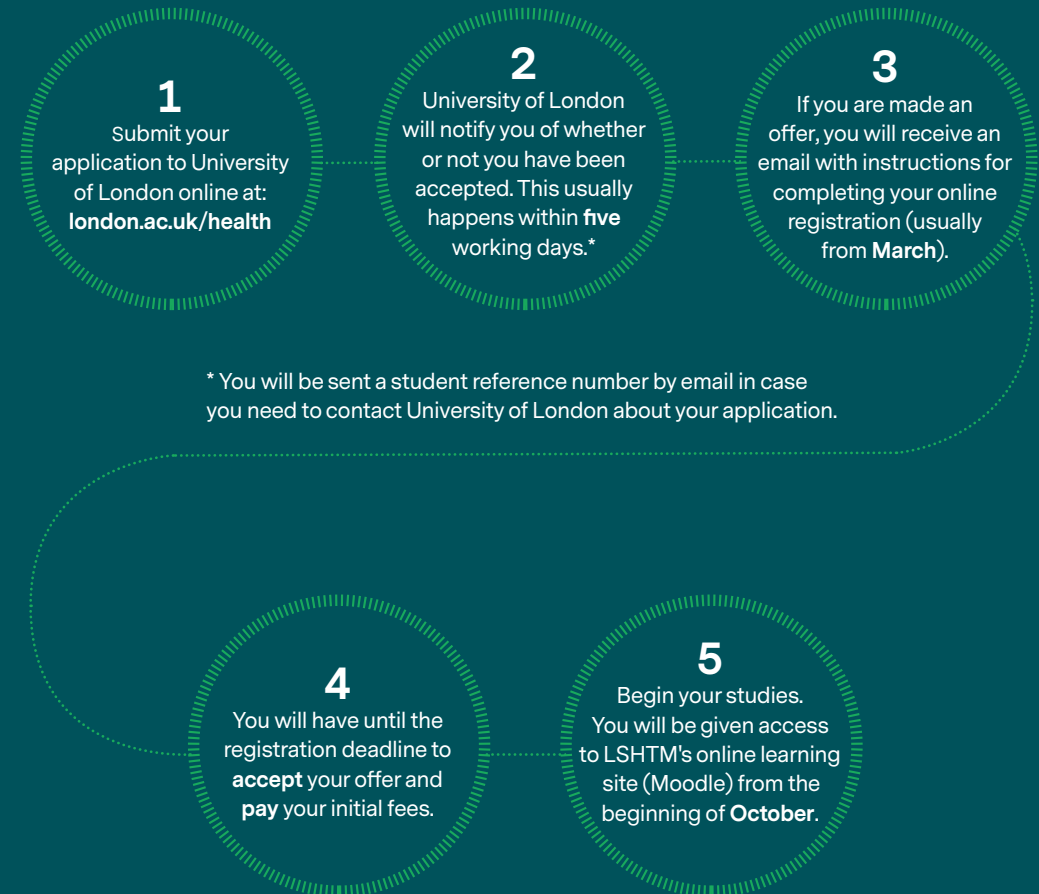 1
Submit your
application to University
of London online at:
london.ac.uk/health
2
University of London
will notify you of whether
or not you have been
accepted. This usually
happens within five
working days.*
3
If you are made an
offer, you will receive an
email with instructions for
completing your online
registration (usually
from March).
* You will be sent a student reference number by email in case
you need to contact University of London about your application.
4
You will have until the
registration deadline to
accept your offer and
pay your initial fees.
5
Begin your studies.
You will be given access
to LSHTM's online learning
site (Moodle) from the
beginning of October.